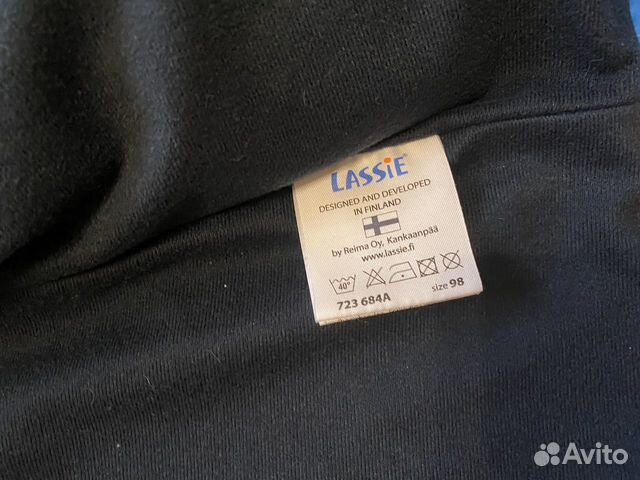 LASSiE®
DESIGNED AND DEVELOPED
IN FINLAND
by Reima Oy, Kankaanpää
www.lassie.fi
40°
723 684A size 98
Avito